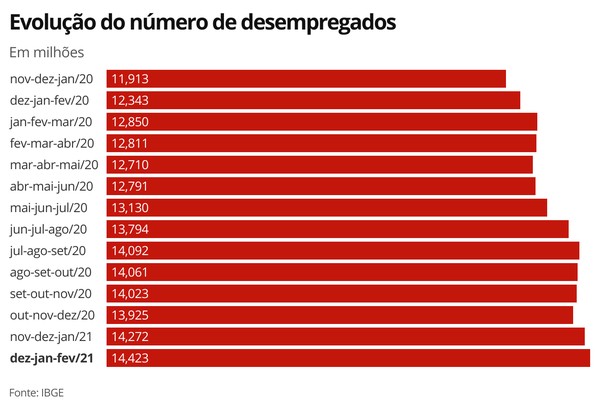 Evolução do número de desempregados
Em milhões
nov-dez-jan/20 11,913
dez-jan-fev/20 12,343
jan-fev-mar/20 12,850
fev-mar-abr/20 12,811
mar-abr-mai/20 12,710
abr-mai-jun/20 12,791
mai-jun-jul/20 13,130
jun-jul-ago/20 13,794
jul-ago-set/20 14,092
ago-set-out/20 14,061
set-out-nov/20 14,023
out-nov-dez/20 13,925
nov-dez-jan/21 14,272
dez-jan-fev/21 14,423
Fonte: IBGE